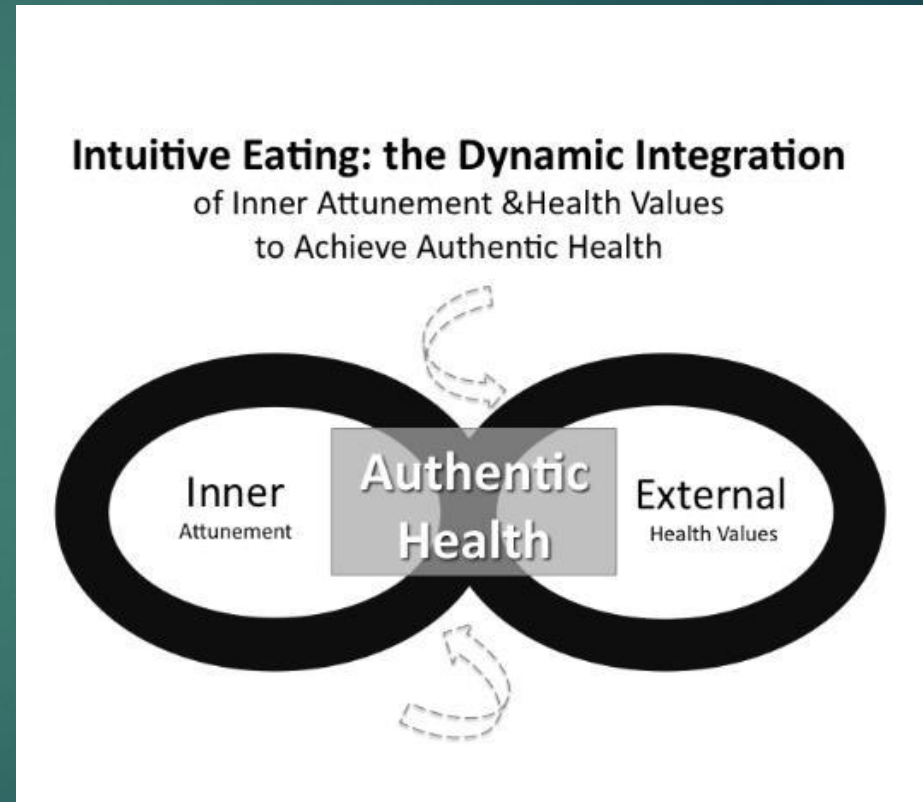 Intuitive Eating: the Dynamic Integration
of Inner Attunement &Health Values
to Achieve Authentic Health
Inner
Attunement
Authentic
Health
External
Health Values